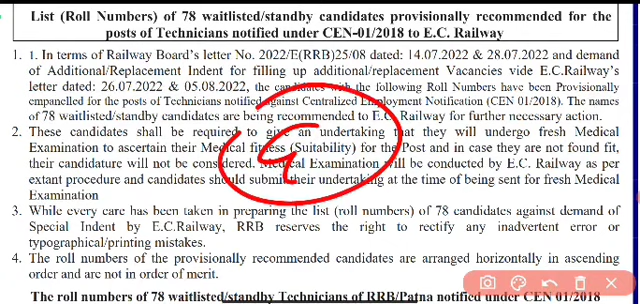 List (Roll Numbers) of 78 waitlisted/standby candidates provisionally recommended for the
posts of Technicians notified under CEN-01/2018 to E.C. Railway
1. 1. In terms of Railway Board's letter No. 2022/E(RRB)25/08 dated: 14.07.2022 & 28.07.2022 and demand
of Additional/Replacement Indent for filling up additional/replacement Vacancies vide E.C.Railway's
letter dated: 26.07.2022 & 05.08.2022, the candidates with the following Roll Numbers have been Provisionally
empanelled for the posts of Technicians notified against Centralized Employment Notification (CEN 01/2018). The names
of 78 waitlisted/standby candidates are being recommended to E.C. Railway for further necessary action.
2. These candidates shall be required to give undertaking that they will undergo fresh Medical
Examination to ascertain their Medical fitness (Suitability) for the Post and in case they are not found fit,
their candidature will not be considered. Medical Examination will be conducted by E.C. Railway as per
extant procedure and candidates should submit their undertaking at the time of being sent for fresh Medical
Examination
3. While every care has been taken in preparing the list (roll numbers) of 78 candidates against demand of
Special Indent by E.C.Railway, RRB reserves the right to rectify any inadvertent error or
typographical/printing mistakes.
4. The roll numbers of the provisionally recommended candidates are arranged horizontally in ascending
order and are not in order of merit.
The roll numbers of 78 waitlisted/standby Technicians of RRB/Patna notified under CEN 01/2018